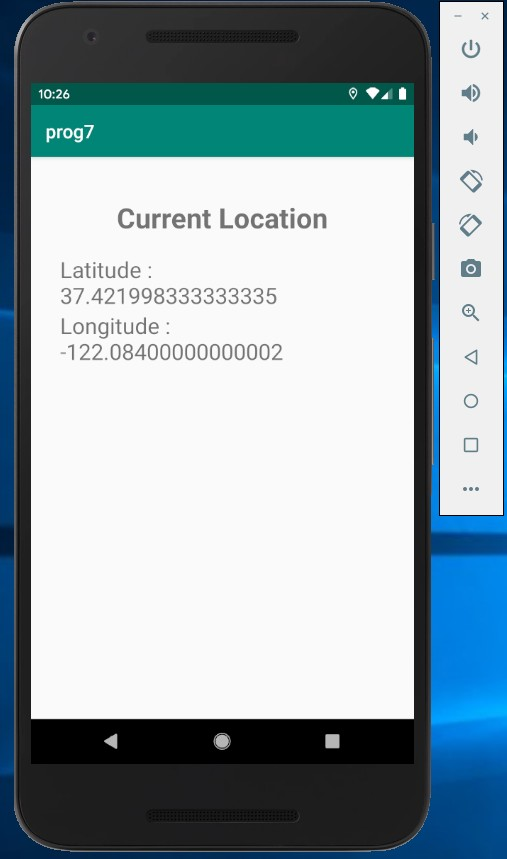 10:26
prog7
Current Location
Latitude :
37.421998333333335
Longitude :
-122.08400000000002